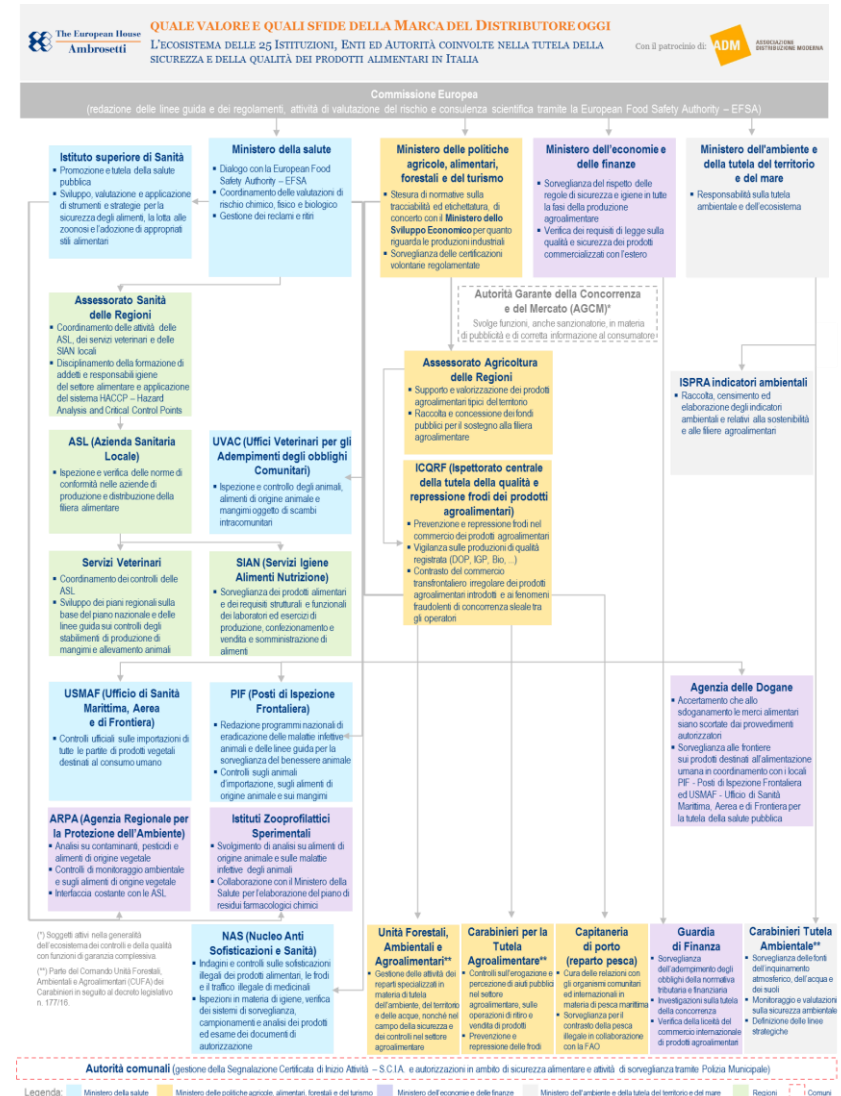 The European House
Ambrosetti
QUALE VALORE E QUALI SFIDE DELLA MARCA DEL DISTRIBUTORE OGGI
L'ECOSISTEMA DELLE 25 ISTITUZIONI, ENTI ED AUTORITÀ COINVOLTE NELLA TUTELA DELLA
SICUREZZA E DELLA QUALITÀ DEI PRODOTTI ALIMENTARI IN ITALIA
Con il patrocinio di:
ADM
ASSOCIAZIONE
DISTRIBUZIONE MODERNA
Commissione Europea
(redazione delle linee guida e dei regolamenti, attività di valutazione del rischio e consulenza scientifica tramite la European Food Safety Authority – EFSA)
Istituto superiore di Sanità
▪ Promozione e tutela della salute
pubblica
▪ Sviluppo, valutazione e applicazione
di strumenti e strategie per la
sicurezza degli alimenti, la lotta alle
zoonosi e l'adozione di appropriati
stili alimentari
Ministero della salute
▪ Dialogo con la European Food
Safety Authority – EFSA
▪ Coordinamento delle valutazioni di
rischio chimico, fisico e biologico
▪ Gestione dei reclami e ritiri
Ministero delle politiche
agricole, alimentari,
forestali e del turismo
▪ Stesura di normative sulla
tracciabilità ed etichettatura, di
concerto con il Ministero dello
Sviluppo Economico per quanto
riguarda le produzioni industriali
▪ Sorveglianza delle certificazioni
volontarie regolamentate
Ministero dell'economia e
delle finanze
▪ Sorveglianza del rispetto delle
regole di sicurezza e igiene in tutte
la fasi della produzione
agroalimentare
▪ Verifica dei requisiti di legge sulla
qualità e sicurezza dei prodotti
commercializzati con l'estero
Ministero dell'ambiente e
della tutela del territorio
e del mare
▪ Responsabilità sulla tutela
ambientale e dell'ecosistema
Autorità Garante della Concorrenza
e del Mercato (AGCM)*
Svolge funzioni, anche sanzionatorie, in materia
di pubblicità e di corretta informazione al consumatore
Assessorato Sanità
delle Regioni
▪ Coordinamento delle attività delle
ASL, dei servizi veterinari e delle
SIAN locali
▪ Disciplinamento della formazione di
addetti e responsabili igiene
del settore alimentare e applicazione
del sistema HACCP – Hazard
Analysis and Critical Control Points
Assessorato Agricoltura
delle Regioni
▪ Supporto e valorizzazione dei prodotti
agroalimentari tipici del territorio
▪ Raccolta e concessione dei fondi
pubblici per il sostegno alla filiera
agroalimentare
ISPRA indicatori ambientali
▪ Raccolta, censimento ed
elaborazione degli indicatori
ambientali e relativi alla sostenibilità
e alle filiere agroalimentari
ASL (Azienda Sanitaria
Locale)
▪ Ispezione e verifica delle norme di
conformità nelle aziende di
produzione e distribuzione della
filiera alimentare
UVAC (Uffici Veterinari per gli
Adempimenti degli obblighi
Comunitari)
▪ Ispezione e controllo degli animali,
alimenti di origine animale e
mangimi oggetto di scambi
intracomunitari
ICQRF (Ispettorato centrale
della tutela della qualità e
repressione frodi dei prodotti
agroalimentari)
▪ Prevenzione e repressione frodi nel
commercio dei prodotti agroalimentari
▪ Vigilanza sulle produzioni di qualità
registrata (DOP, IGP, Bio, ...)
▪ Contrasto del commercio
transfrontaliero irregolare dei prodotti
agroalimentari introdotti e ai fenomeni
fraudolenti di concorrenza sleale tra
gli operatori
Servizi Veterinari
▪ Coordinamento dei controlli delle
ASL
▪ Sviluppo dei piani regionali sulla
base del piano nazionale e delle
linee guida sui controlli degli
stabilimenti di produzione di
mangimi e allevamento animali
SIAN (Servizi Igiene
Alimenti Nutrizione)
▪ Sorveglianza dei prodotti alimentari
e dei requisiti strutturali e funzionali
dei laboratori ed esercizi di
produzione, confezionamento e
vendita e somministrazione di
alimenti
USMAF (Ufficio di Sanità
Marittima, Aerea
e di Frontiera)
▪ Controlli ufficiali sulle importazioni di
tutte le partite di prodotti vegetali
destinati al consumo umano
PIF (Posti di Ispezione
Frontaliera)
▪ Redazione programmi nazionali di
eradicazione delle malattie infettive
animali e delle linee guida per la
sorveglianza del benessere animale
▪ Controlli sugli animali
d'importazione, sugli alimenti di
origine animale e sui mangimi
Agenzia delle Dogane
▪ Accertamento che allo
sdoganamento le merci alimentari
siano scortate dai provvedimenti
autorizzatori
▪ Sorveglianza alle frontiere
sui prodotti destinati all'alimentazione
umana in coordinamento con i locali
PIF - Posti di Ispezione Frontaliera
ed USMAF - Ufficio di Sanità
Marittima, Aerea e di Frontiera per
la tutela della salute pubblica
ARPA (Agenzia Regionale per
la Protezione dell'Ambiente)
▪ Analisi su contaminanti, pesticidi e
alimenti di origine vegetale
▪ Controlli di monitoraggio ambientale
e sugli alimenti di origine vegetale
▪ Interfaccia costante con le ASL
Istituti Zooprofilattici
Sperimentali
▪ Svolgimento di analisi su alimenti di
origine animale e sulle malattie
infettive degli animali
▪ Collaborazione con il Ministero della
Salute per l'elaborazione del piano di
residui farmacologici chimici
(*) Soggetti attivi nella generalità
dell'ecosistema dei controlli e della qualità
con funzioni di garanzia complessiva
(**) Parte del Comando Unità Forestali,
Ambientali e Agroalimentari (CUFA) dei
Carabinieri in seguito al decreto legislativo
n. 177/16.
NAS (Nucleo Anti
Sofisticazioni e Sanità)
▪ Indagini e controlli sulle sofisticazioni
illegali dei prodotti alimentari, le frodi
e il traffico illegale di medicinali
▪ Ispezioni in materia di igiene, verifica
dei sistemi di sorveglianza,
campionamenti e analisi dei prodotti
ed esame dei documenti di
autorizzazione
Unità Forestali,
Ambientali e
Agroalimentari**
▪ Gestione delle attività dei
reparti specializzati in
materia di tutela
dell'ambiente, del territorio
e delle acque, nonché nel
campo della sicurezza e
dei controlli nel settore
agroalimentare
Carabinieri per la
Tutela
Agroalimentare**
▪ Controlli sull'erogazione e
percezione di aiuti pubblici
nel settore
agroalimentare, sulle
operazioni di ritiro e
vendita di prodotti
▪ Prevenzione e
repressione delle frodi
Capitaneria
di porto
(reparto pesca)
▪ Cura delle relazioni con
gli organismi comunitari
ed internazionali in
materia di pesca marittima
▪ Sorveglianza per il
contrasto della pesca
illegale in collaborazione
con la FAO
Guardia
di Finanza
▪ Sorveglianza
dell'adempimento degli
obblighi della normativa
tributaria e finanziaria
▪ Investigazioni sulla tutela
della concorrenza
▪ Verifica della liceità del
commercio internazionale
di prodotti agroalimentari
Carabinieri Tutela
Ambientale**
▪ Sorveglianza delle fonti
dell'inquinamento
atmosferico, dell'acqua e
dei suoli
▪ Monitoraggio e valutazioni
sulla sicurezza ambientale
▪ Definizione delle linee
strategiche
Autorità comunali (gestione della Segnalazione Certificata di Inizio Attività – S.C.I.A. e autorizzazioni in ambito di sicurezza alimentare e attività di sorveglianza tramite Polizia Municipale)
Legenda: Ministero della salute Ministero delle politiche agricole, alimentari, forestali e del turismo Ministero dell'economia e delle finanze Ministero dell'ambiente e della tutela del territorio e del mare Regioni Comuni